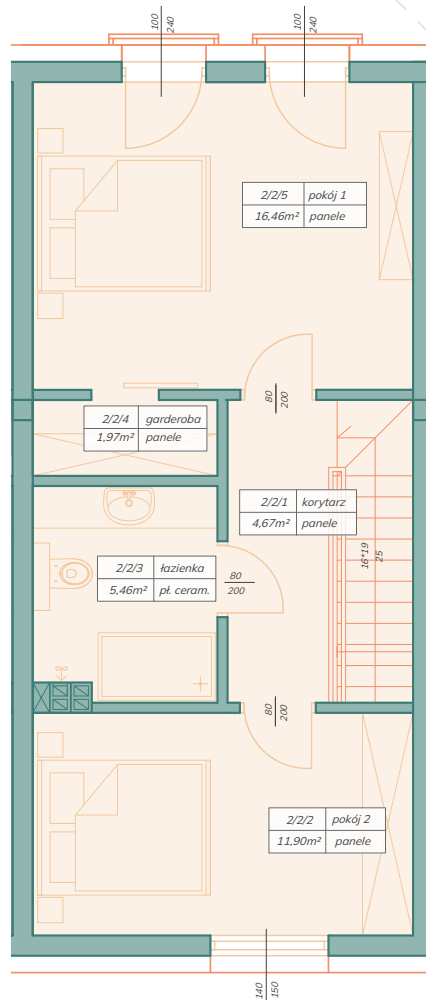 100
240
100
240
2/2/5 pokój 1
16,46m² panele
80
200
2/2/4 garderoba
1,97m² panele
2/2/1 korytarz
4,67m² panele
16*19
25
2/2/3 łazienka
5,46m² pł. ceram.
80
200
80
200
2/2/2 pokój 2
11,90m² panele
140
150